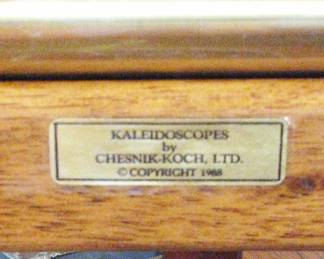 KALEIDOSCOPES
by
CHESNIK-KOCH, LTD.
© COPYRIGHT 1988